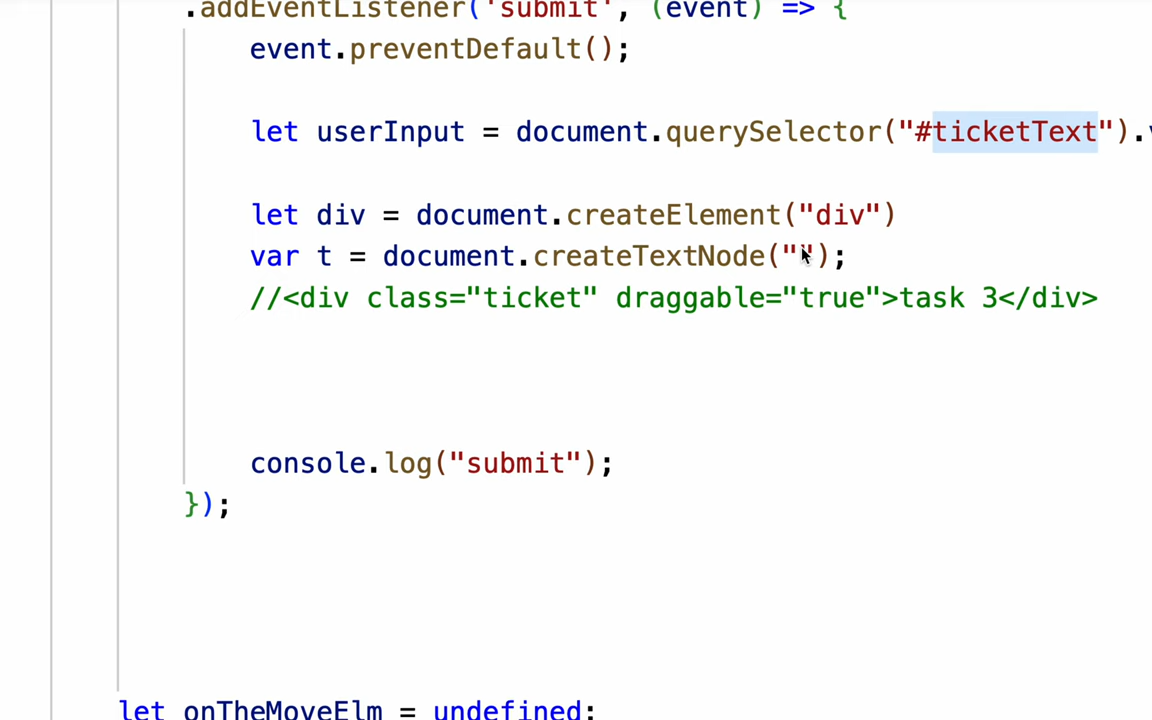 .addEventListener('submit', (event) => {
event.preventDefault();
let userInput = document.querySelector("#ticketText").
let div = document.createElement("div")
var t = document.createTextNode("");
//<div class="ticket" draggable="true">task 3</div>
console.log("submit");
});
let onTheMoveElm = undefined;